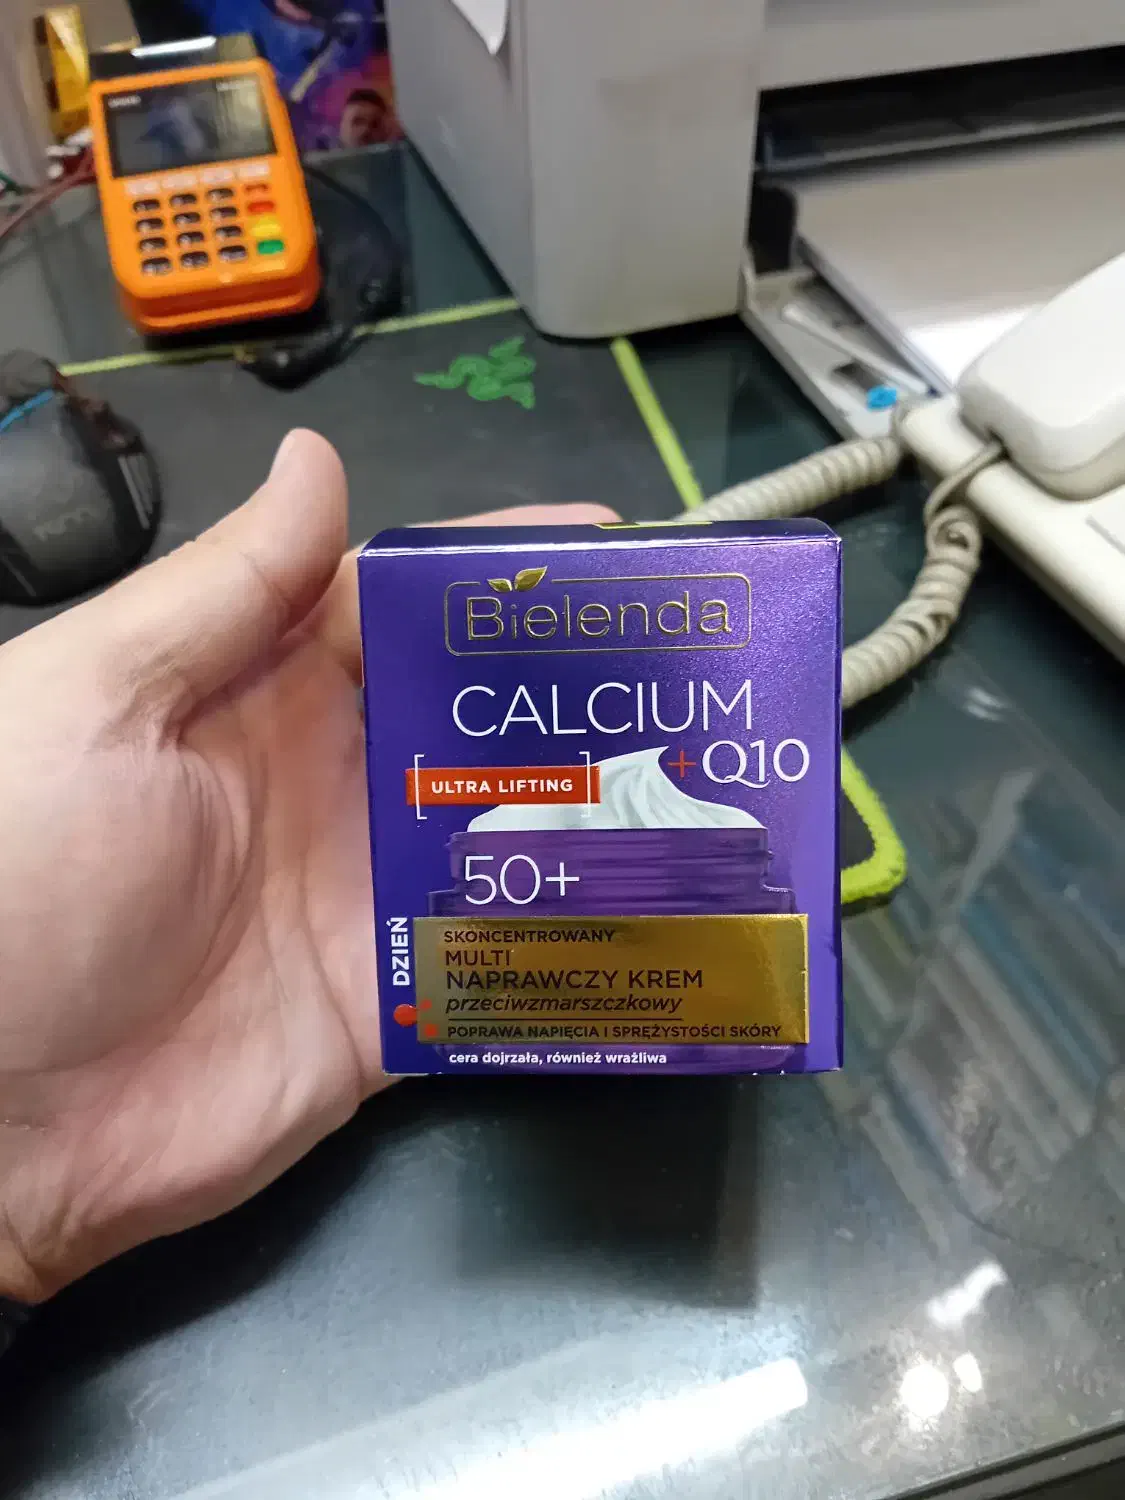 Bielenda
CALCIUM
+Q10
ULTRA LIFTING
50+
DZIEŃ
SKONCENTROWANY
MULTI
NAPRAWCZY KREM
przeciwzmarszczkowy
POPRAWA NAPIĘCIA I SPRĘŻYSTOŚCI SKÓRY
cera dojrzała, również wrażliwa